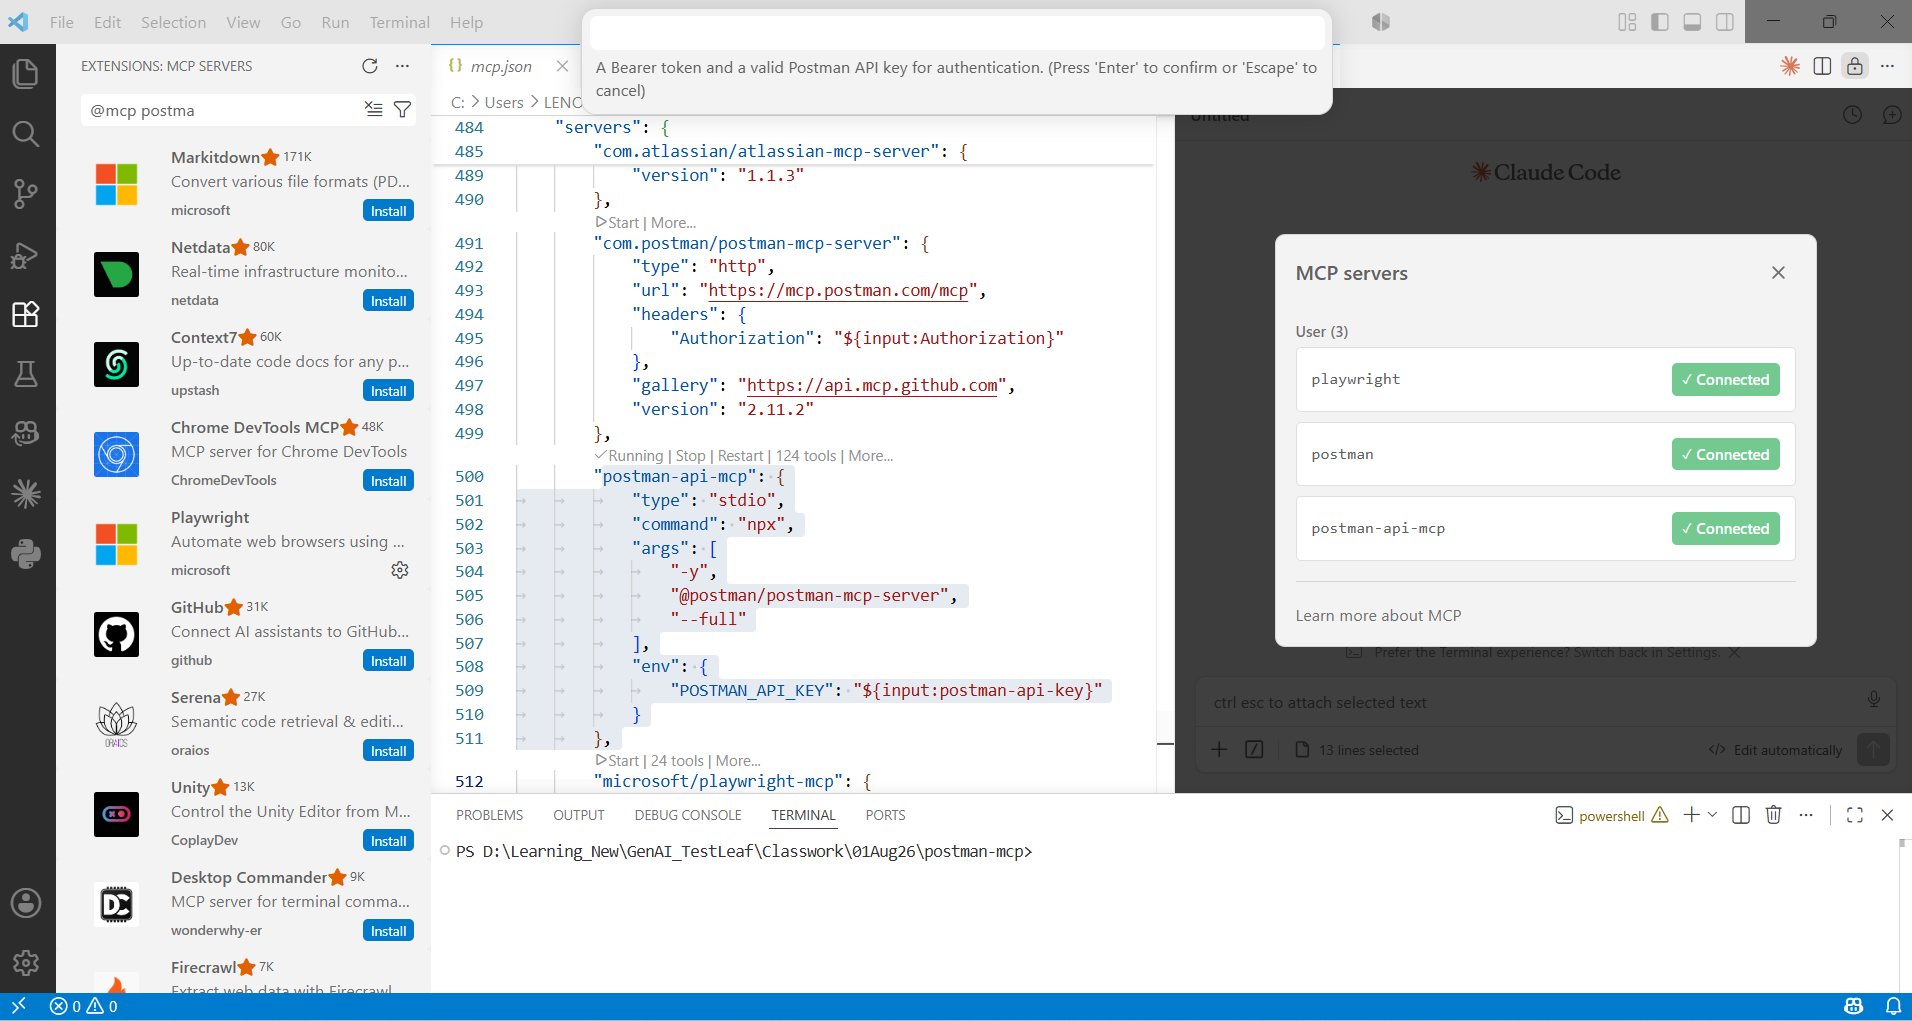 File Edit Selection View Go Run Terminal Help
A Bearer token and a valid Postman API key for authentication. (Press 'Enter' to confirm or 'Escape' to
cancel)
EXTENSIONS: MCP SERVERS
@mcp postma
Markitdown 171K
Convert various file formats (PD...
microsoft Install
Netdata 80K
Real-time infrastructure monito...
netdata Install
Context7 60K
Up-to-date code docs for any p...
upstash Install
Chrome DevTools MCP 48K
MCP server for Chrome DevTools
ChromeDevTools Install
Playwright
Automate web browsers using ...
microsoft
GitHub 31K
Connect AI assistants to GitHub...
github Install
Serena 27K
Semantic code retrieval & editi...
oraios Install
Unity 13K
Control the Unity Editor from M...
CoplayDev Install
Desktop Commander 9K
MCP server for terminal comma...
wonderwhy-er Install
Firecrawl 7K
Extract web data with Firecrawl
{} mcp.json
C: > Users > LENO
484 "servers": {
485 "com.atlassian/atlassian-mcp-server": {
489 "version": "1.1.3"
490 },
Start | More...
491 "com.postman/postman-mcp-server": {
492 "type": "http",
493 "url": "https://mcp.postman.com/mcp",
494 "headers": {
495 "Authorization": "${input:Authorization}"
496 },
497 "gallery": "https://api.mcp.github.com",
498 "version": "2.11.2"
499 },
✓Running | Stop | Restart | 124 tools | More...
500 "postman-api-mcp": {
501 "type": "stdio",
502 "command": "npx",
503 "args": [
504 "-y",
505 "@postman/postman-mcp-server",
506 "--full"
507 ],
508 "env": {
509 "POSTMAN_API_KEY": "${input:postman-api-key}"
510 }
511 },
Start | 24 tools | More...
512 "microsoft/playwright-mcp": {
Untitled
Claude Code
MCP servers
User (3)
playwright ✓ Connected
postman ✓ Connected
postman-api-mcp ✓ Connected
Learn more about MCP
Prefer the Terminal experience? Switch back in Settings.
ctrl esc to attach selected text
13 lines selected </> Edit automatically
PROBLEMS OUTPUT DEBUG CONSOLE TERMINAL PORTS
powershell
PS D:\Learning_New\GenAI_TestLeaf\Classwork\01Aug26\postman-mcp>
0 0